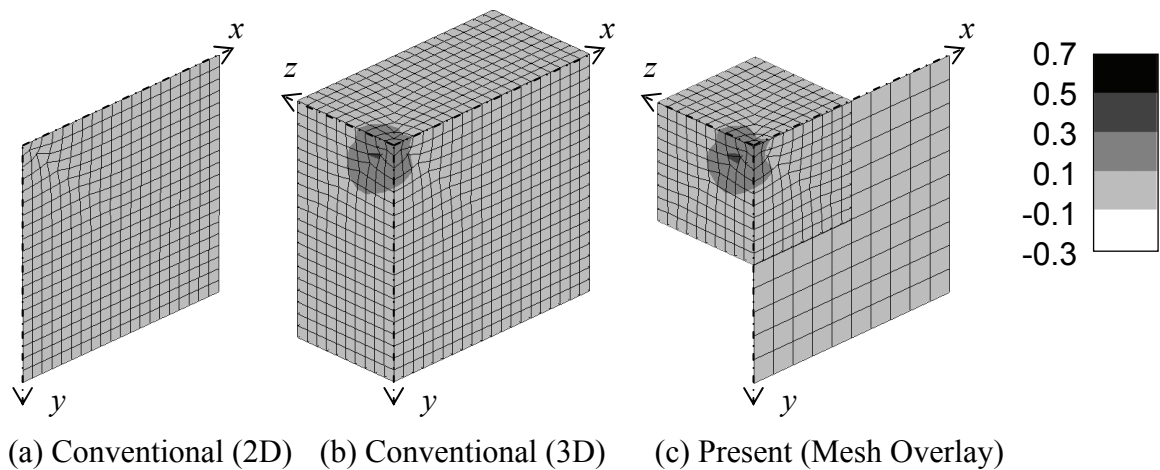 x
y
(a) Conventional (2D)
x
z
y
(b) Conventional (3D)
x
z
y
(c) Present (Mesh Overlay)
0.7
0.5
0.3
0.1
-0.1
-0.3